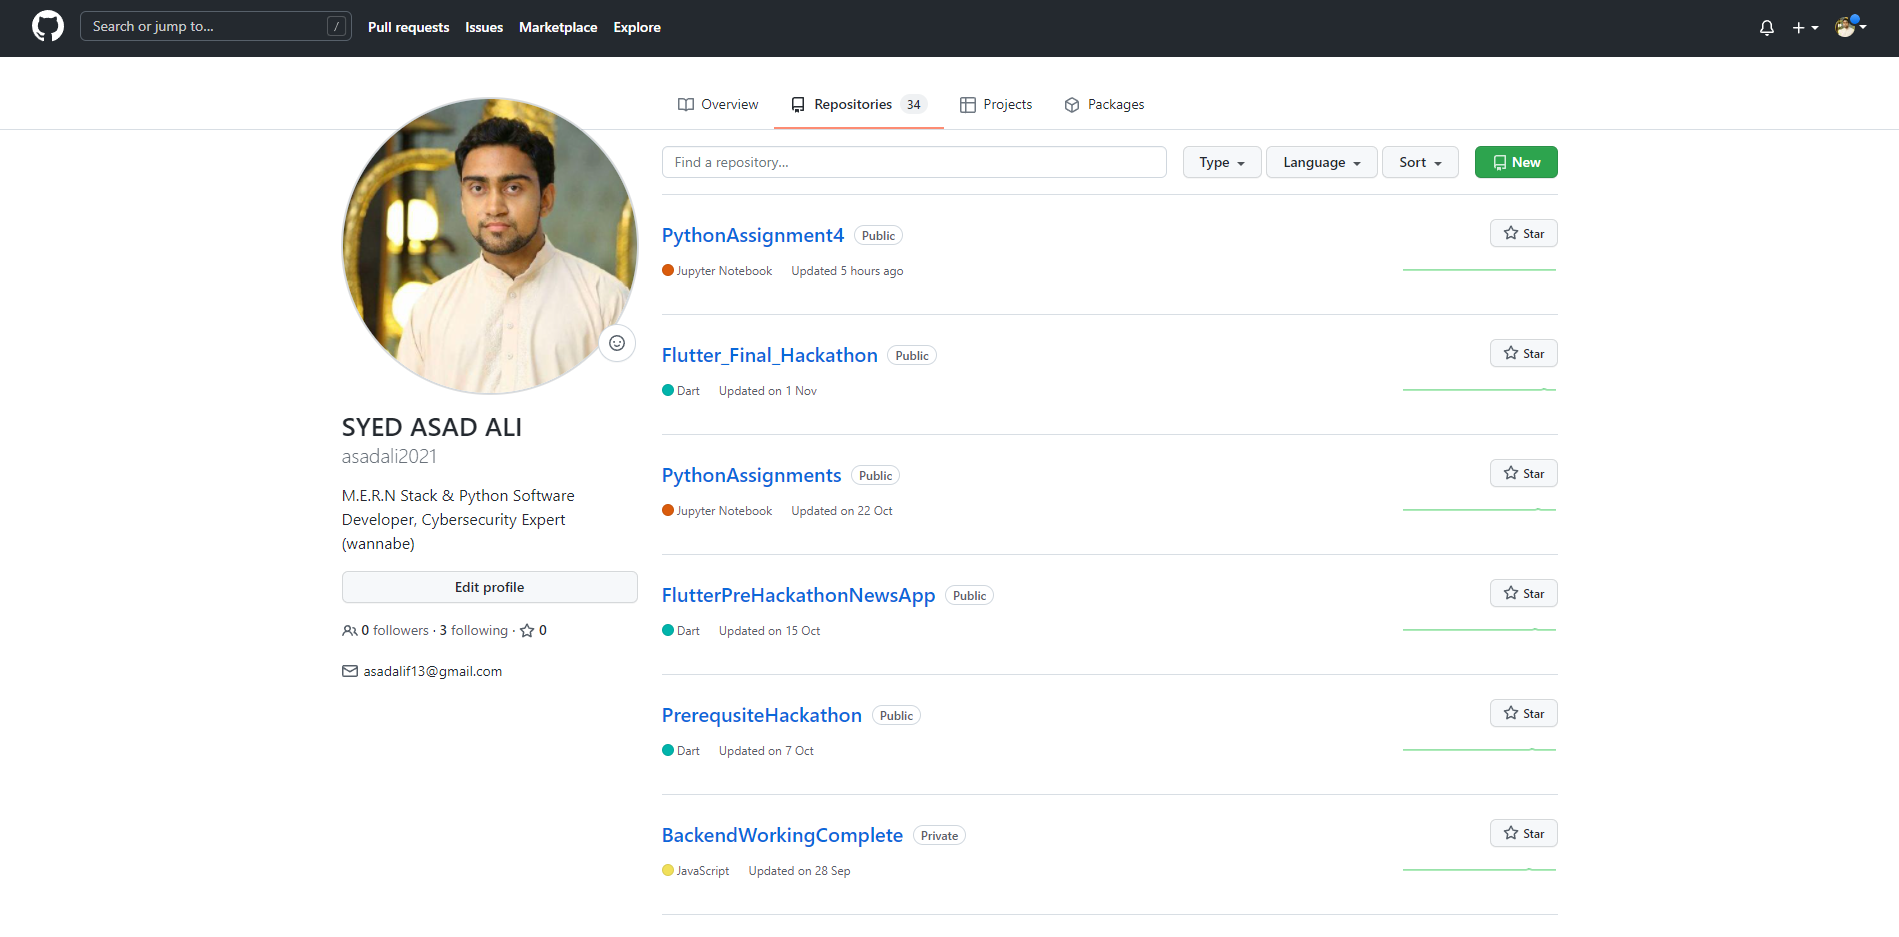 Search or jump to... /
Pull requests Issues Marketplace Explore
Overview Repositories 34 Projects Packages
Find a repository... Type Language Sort New
SYED ASAD ALI
asadali2021
M.E.R.N Stack & Python Software
Developer, Cybersecurity Expert
(wannabe)
Edit profile
0 followers · 3 following · 0
asadalif13@gmail.com
PythonAssignment4 Public Star
Jupyter Notebook Updated 5 hours ago
Flutter_Final_Hackathon Public Star
Dart Updated on 1 Nov
PythonAssignments Public Star
Jupyter Notebook Updated on 22 Oct
FlutterPreHackathonNewsApp Public Star
Dart Updated on 15 Oct
PrerequsiteHackathon Public Star
Dart Updated on 7 Oct
BackendWorkingComplete Private Star
JavaScript Updated on 28 Sep